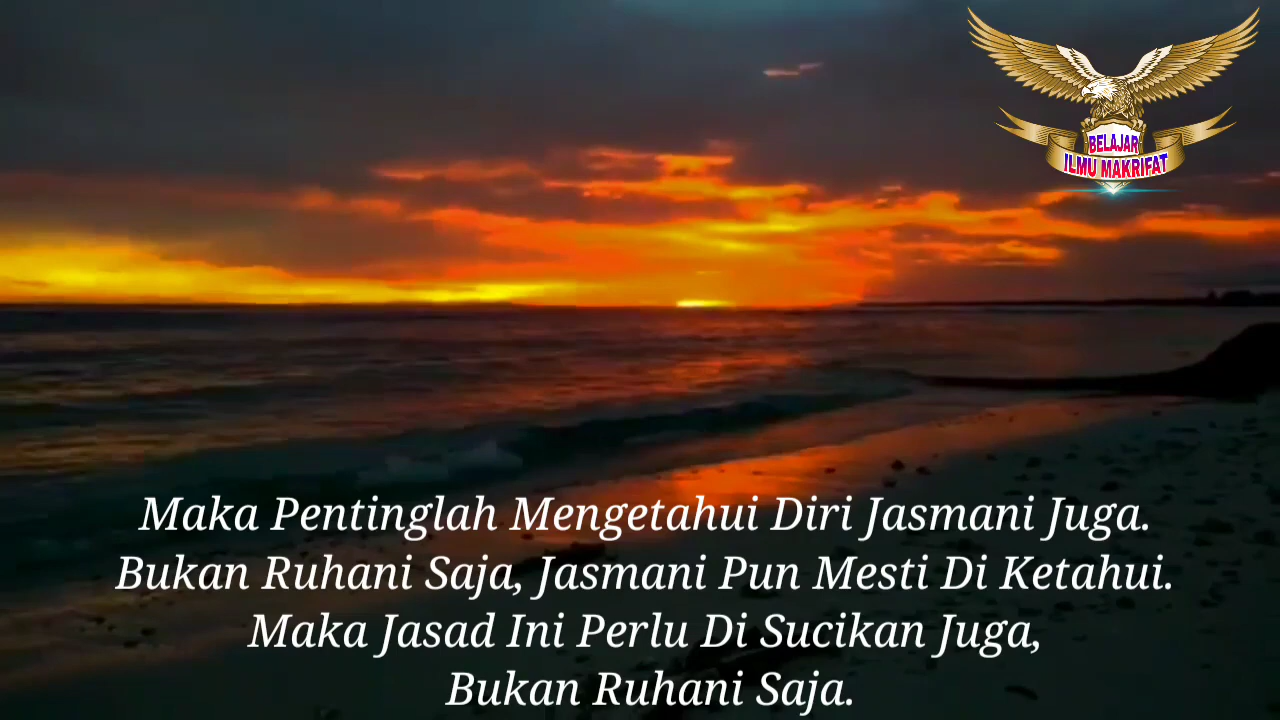 BELAJAR
ILMU MAKRIFAT
Maka Pentinglah Mengetahui Diri Jasmani Juga.
Bukan Ruhani Saja, Jasmani Pun Mesti Di Ketahui.
Maka Jasad Ini Perlu Di Sucikan Juga,
Bukan Ruhani Saja.